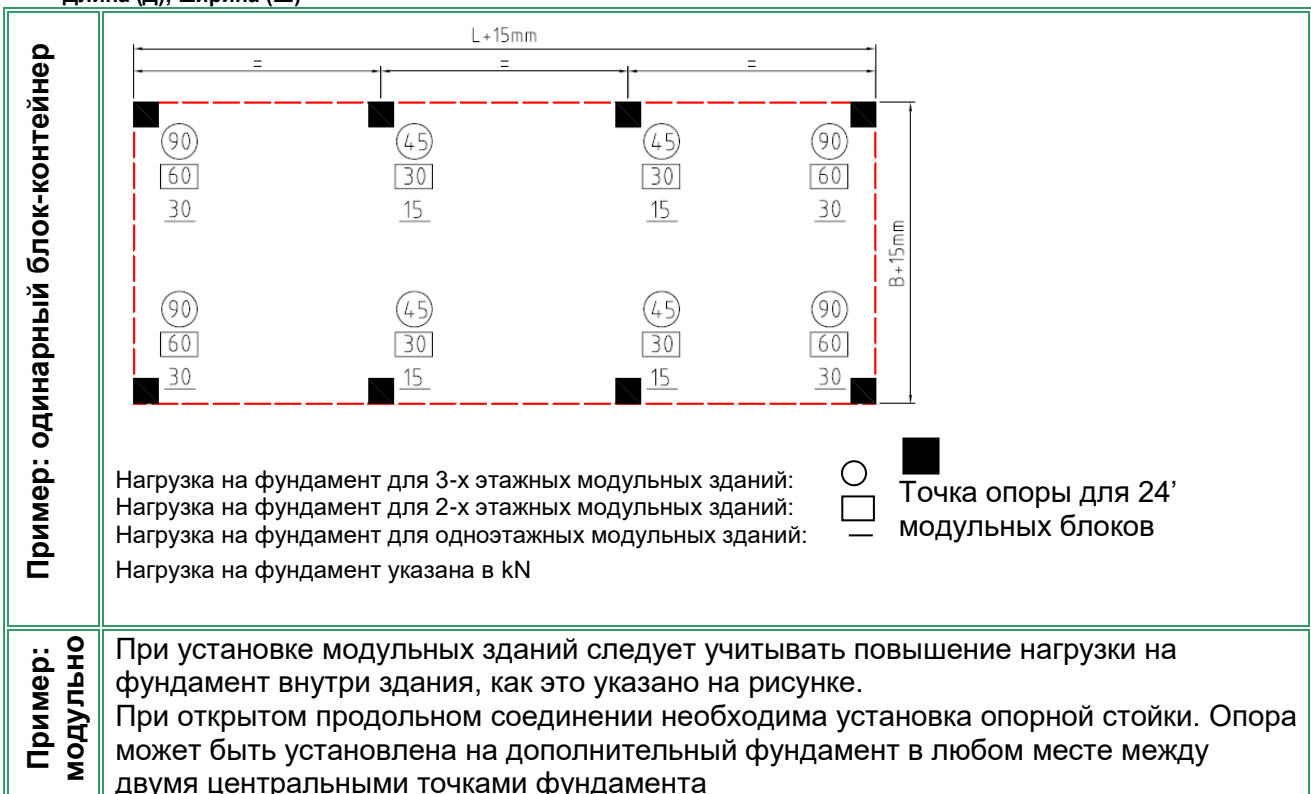 Длина (Д), ширина (Ш)
Пример: одинарный блок-контейнер
L+15mm
= = =
90 45 45 90
60 30 30 60
30 15 15 30
B+15mm
90 45 45 90
60 30 30 60
30 15 15 30
Нагрузка на фундамент для 3-х этажных модульных зданий:
Нагрузка на фундамент для 2-х этажных модульных зданий:
Нагрузка на фундамент для одноэтажных модульных зданий:
Нагрузка на фундамент указана в kN
Точка опоры для 24’
модульных блоков
Пример:
модульно
При установке модульных зданий следует учитывать повышение нагрузки на
фундамент внутри здания, как это указано на рисунке.
При открытом продольном соединении необходима установка опорной стойки. Опора
может быть установлена на дополнительный фундамент в любом месте между
двумя центральными точками фундамента